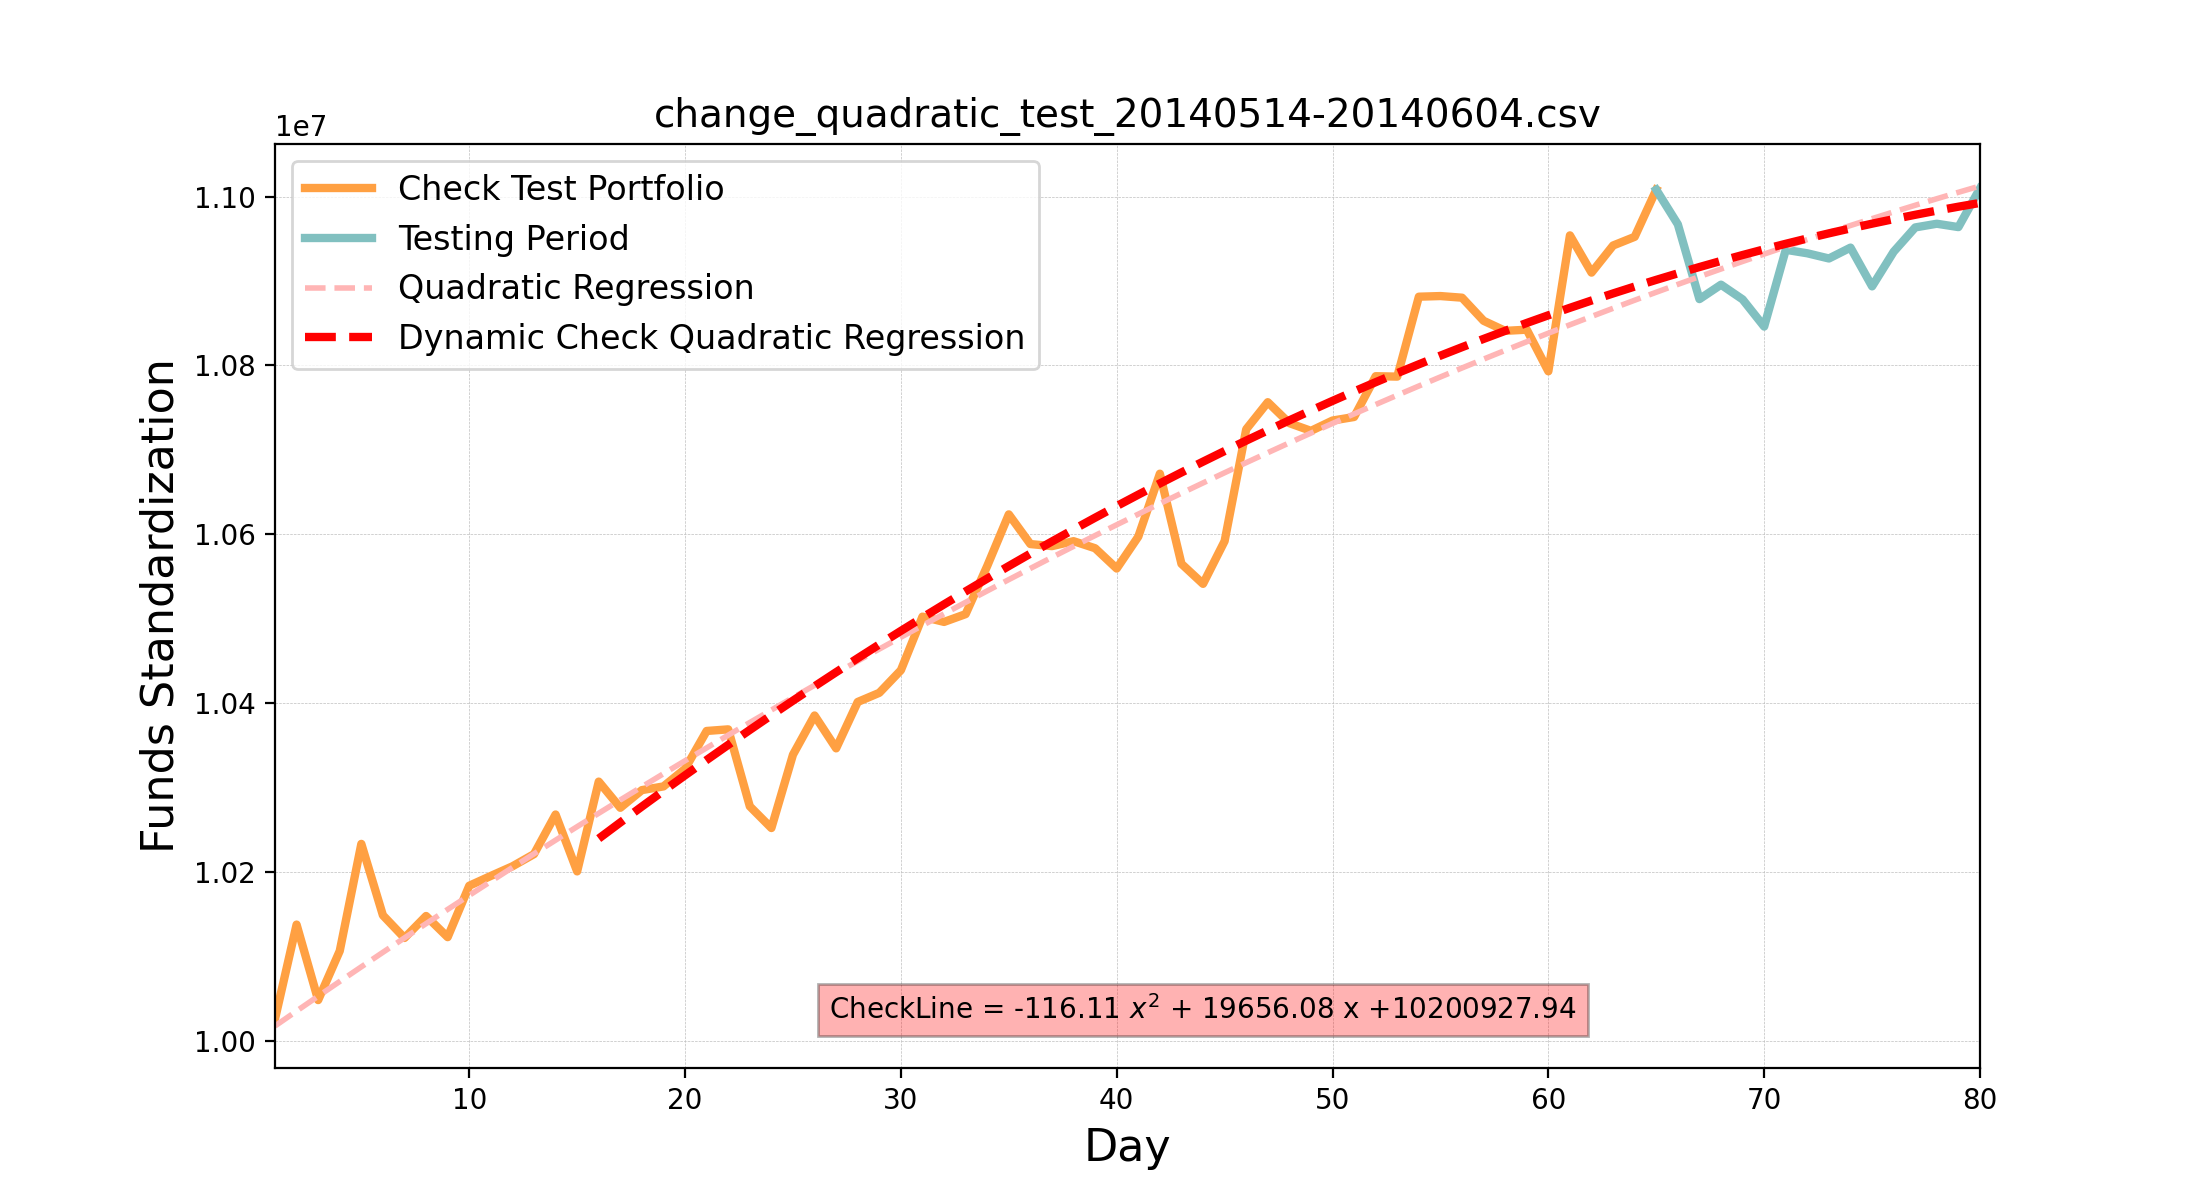 change_quadratic_test_20140514-20140604.csv
1e7
Check Test Portfolio
Testing Period
Quadratic Regression
Dynamic Check Quadratic Regression
1.10
1.08
1.06
1.04
1.02
1.00
Funds Standardization
CheckLine = -116.11 x² + 19656.08 x +10200927.94
10 20 30 40 50 60 70 80
Day